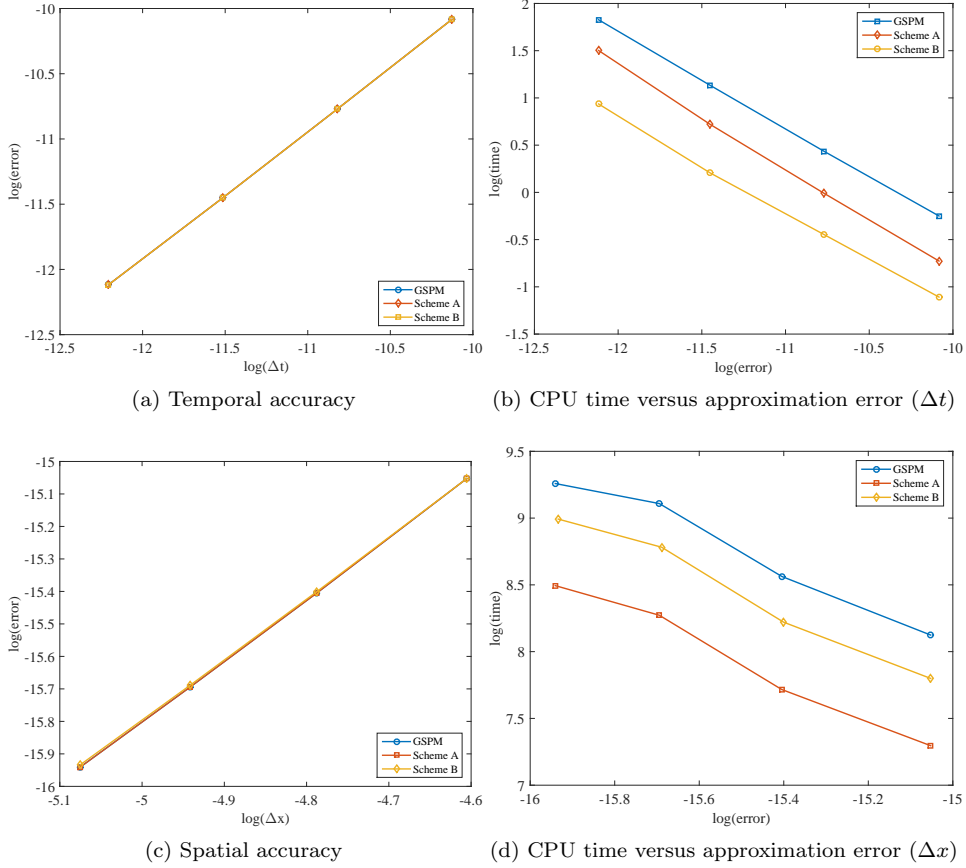 -10
-10.5
-11
-11.5
-12
-12.5
-12.5 -12 -11.5 -11 -10.5 -10
log(error)
log(Δt)
GSPM
Scheme A
Scheme B
(a) Temporal accuracy
2
1.5
1
0.5
0
-0.5
-1
-1.5
-12 -11.5 -11 -10.5 -10
log(time)
log(error)
GSPM
Scheme A
Scheme B
(b) CPU time versus approximation error (Δt)
-15
-15.1
-15.2
-15.3
-15.4
-15.5
-15.6
-15.7
-15.8
-15.9
-16
-5.1 -5 -4.9 -4.8 -4.7 -4.6
log(error)
log(Δx)
GSPM
Scheme A
Scheme B
(c) Spatial accuracy
9.5
9
8.5
8
7.5
7
-16 -15.8 -15.6 -15.4 -15.2 -15
log(time)
log(error)
GSPM
Scheme A
Scheme B
(d) CPU time versus approximation error (Δx)